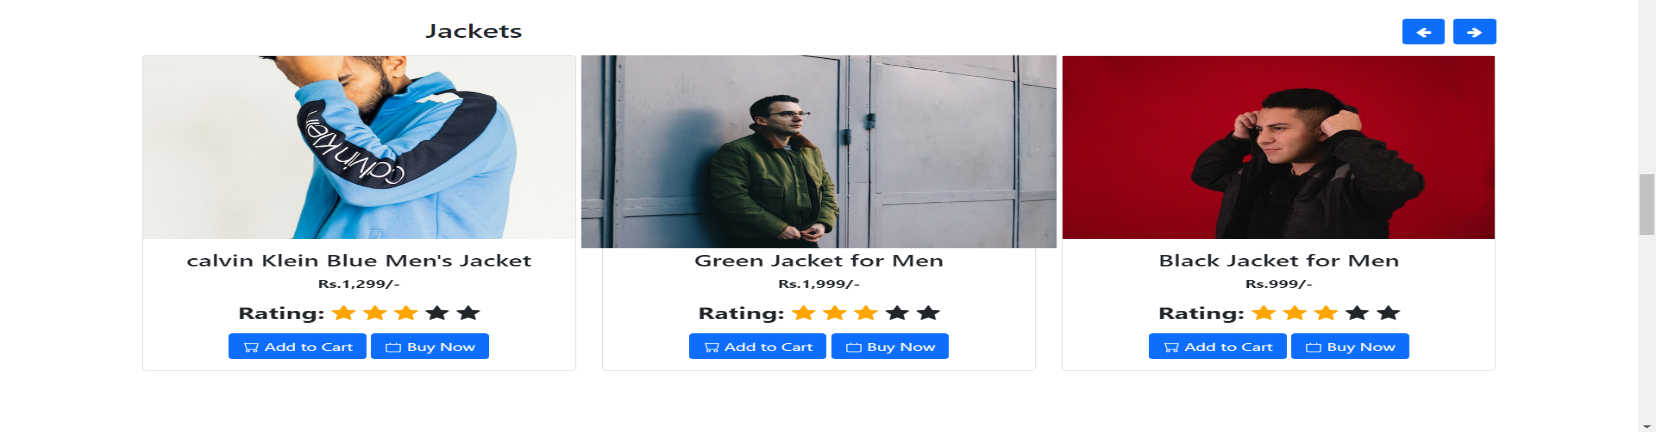 Jackets
calvin Klein
calvin Klein Blue Men's Jacket
Rs.1,299/-
Rating:
Add to Cart Buy Now
Green Jacket for Men
Rs.1,999/-
Rating:
Add to Cart Buy Now
Black Jacket for Men
Rs.999/-
Rating:
Add to Cart Buy Now